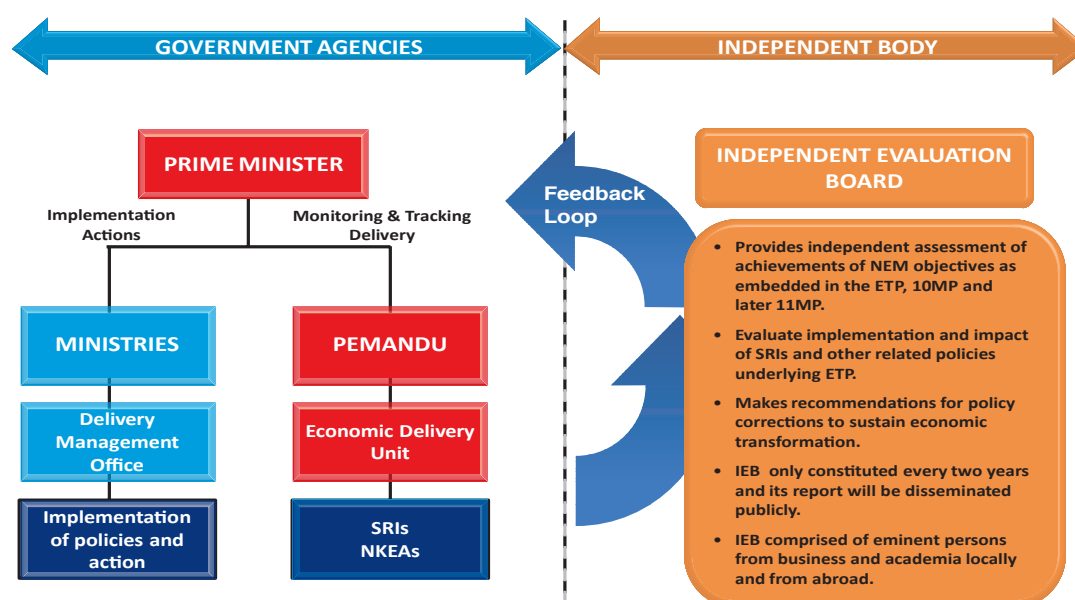 GOVERNMENT AGENCIES
INDEPENDENT BODY
PRIME MINISTER
Implementation
Actions
Monitoring & Tracking
Delivery
MINISTRIES
PEMANDU
Delivery
Management
Office
Economic Delivery
Unit
Implementation
of policies and
action
SRIs
NKEAs
Feedback
Loop
INDEPENDENT EVALUATION
BOARD
• Provides independent assessment of
achievements of NEM objectives as
embedded in the ETP, 10MP and
later 11MP.
• Evaluate implementation and impact
of SRIs and other related policies
underlying ETP.
• Makes recommendations for policy
corrections to sustain economic
transformation.
• IEB only constituted every two years
and its report will be disseminated
publicly.
• IEB comprised of eminent persons
from business and academia locally
and from abroad.